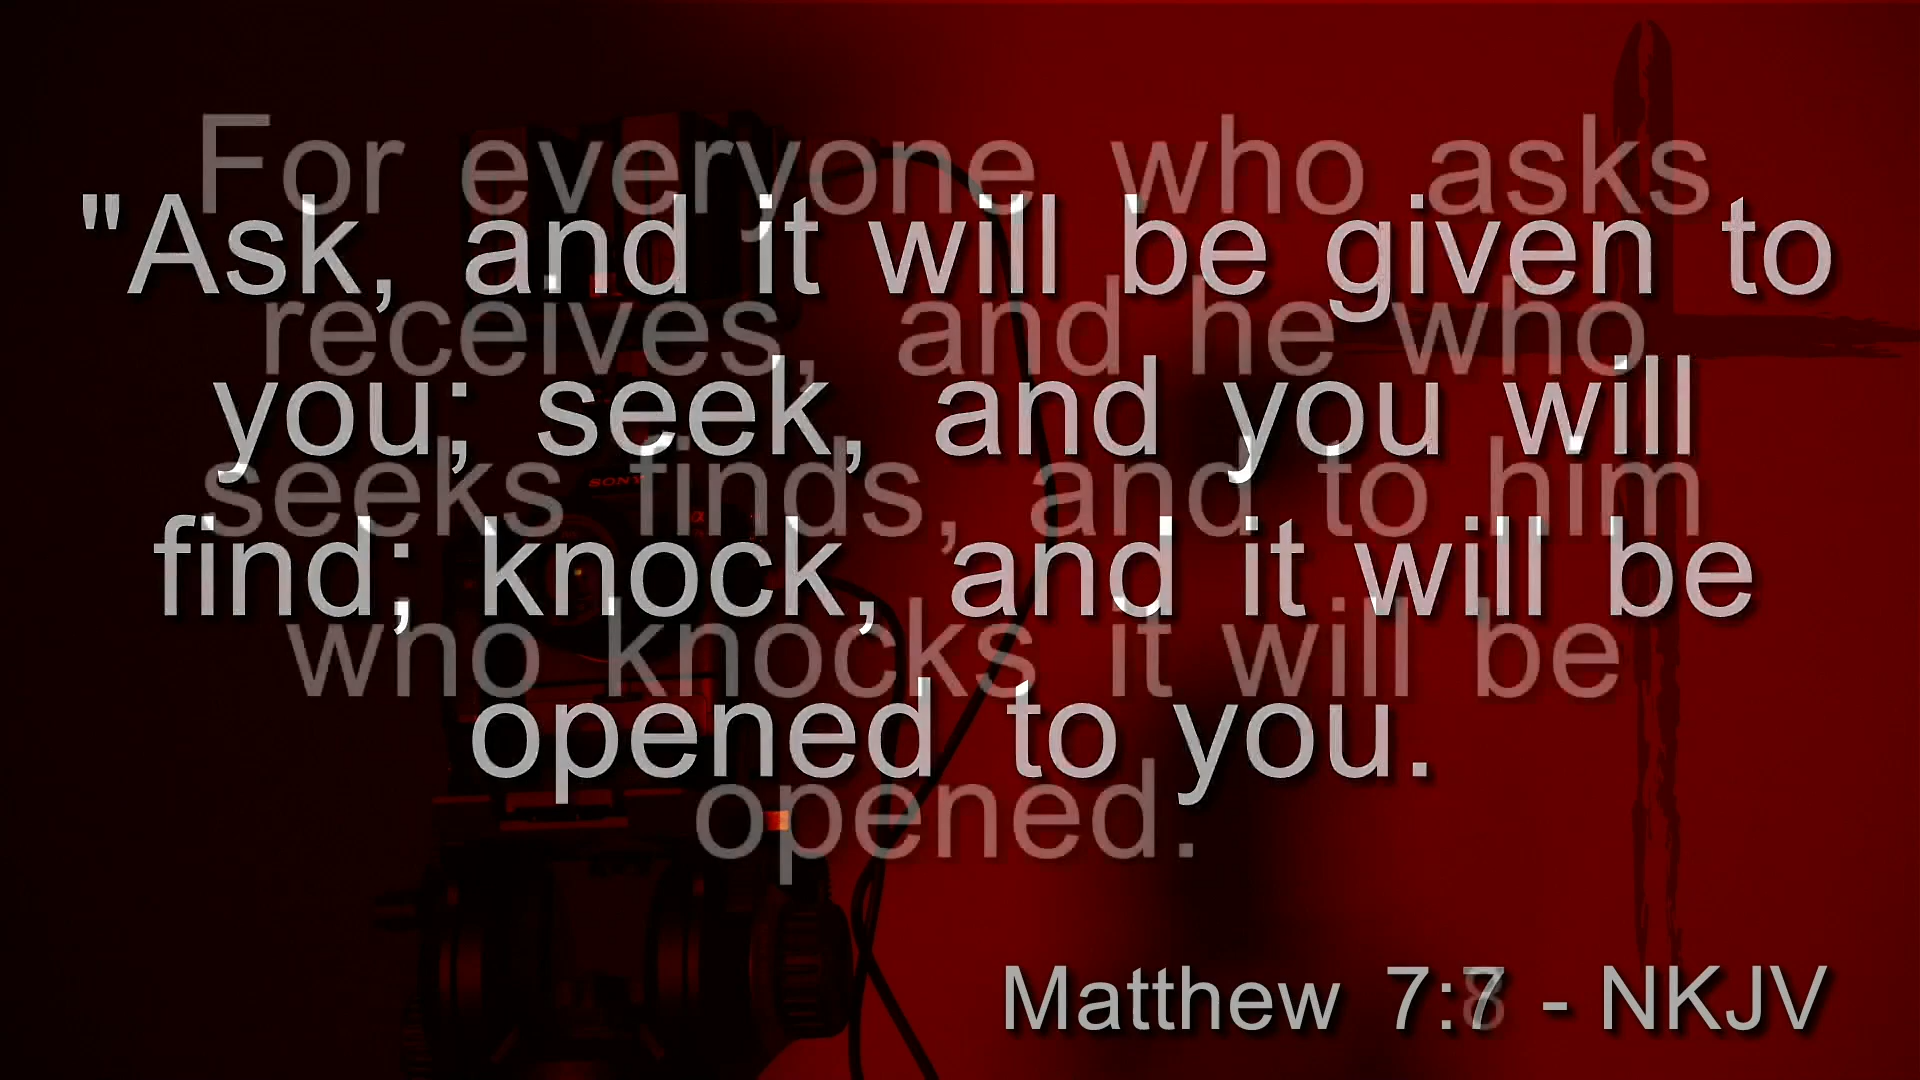 "Ask, and it will be given to
you; seek, and you will
find; knock, and it will be
opened to you.
For everyone who asks
receives, and he who
seeks finds, and to him
who knocks it will be
opened.
SONY
α
Matthew 7:7 - NKJV
8